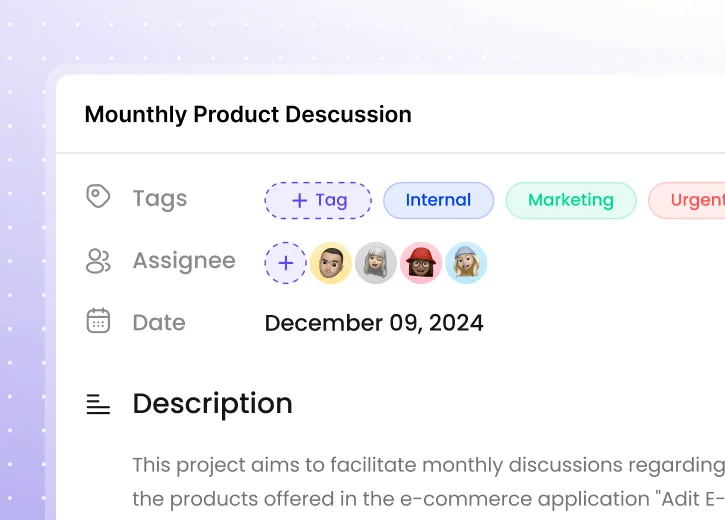 Mounthly Product Descussion
Tags
+ Tag
Internal
Marketing
Urgent
Assignee
+
Date
December 09, 2024
Description
This project aims to facilitate monthly discussions regarding
the products offered in the e-commerce application "Adit E-